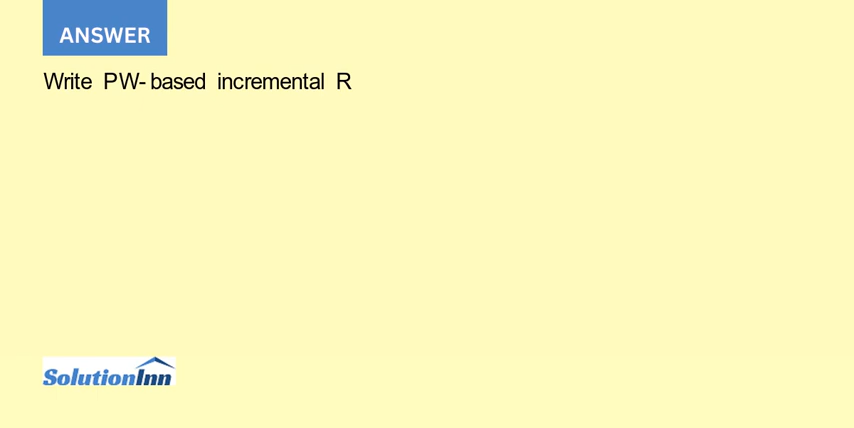 ANSWER
Write PW- based incremental R
SolutionInn